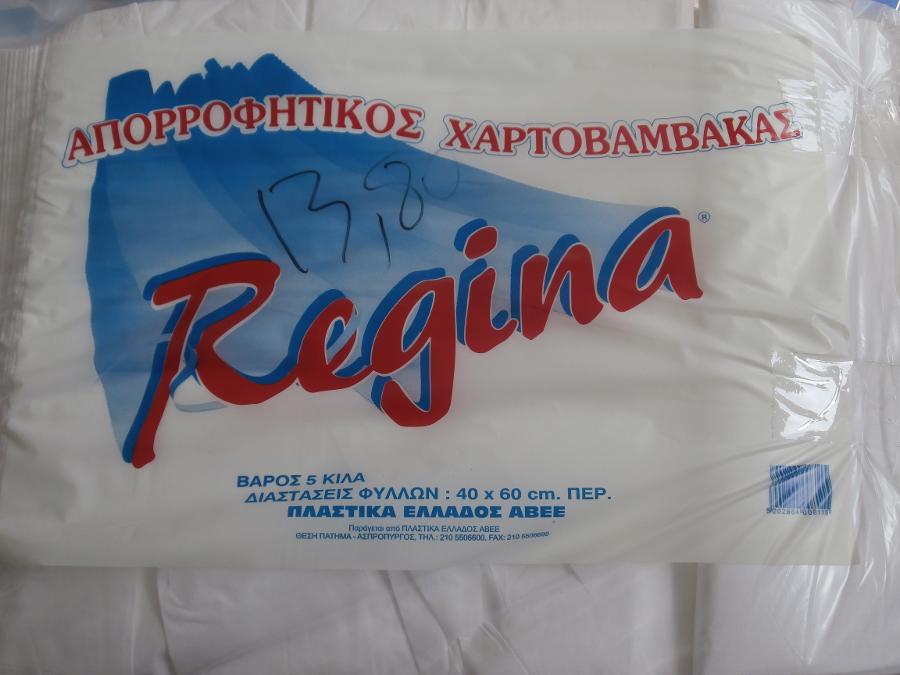 ΑΠΟΡΡΟΦΗΤΙΚΟΣ ΧΑΡΤΟΒΑΜΒΑΚΑΣ
13,80
Regina ®
ΒΑΡΟΣ 5 ΚΙΛΑ
ΔΙΑΣΤΑΣΕΙΣ ΦΥΛΛΩΝ : 40 x 60 cm. ΠΕΡ.
ΠΛΑΣΤΙΚΑ ΕΛΛΑΔΟΣ ΑΒΕΕ
Παράγεται από ΠΛΑΣΤΙΚΑ ΕΛΛΑΔΟΣ ΑΒΕΕ
ΘΕΣΗ ΠΑΤΗΜΑ - ΑΣΠΡΟΠΥΡΓΟΣ, ΤΗΛ.: 210 5506600, FAX: 210 5506666